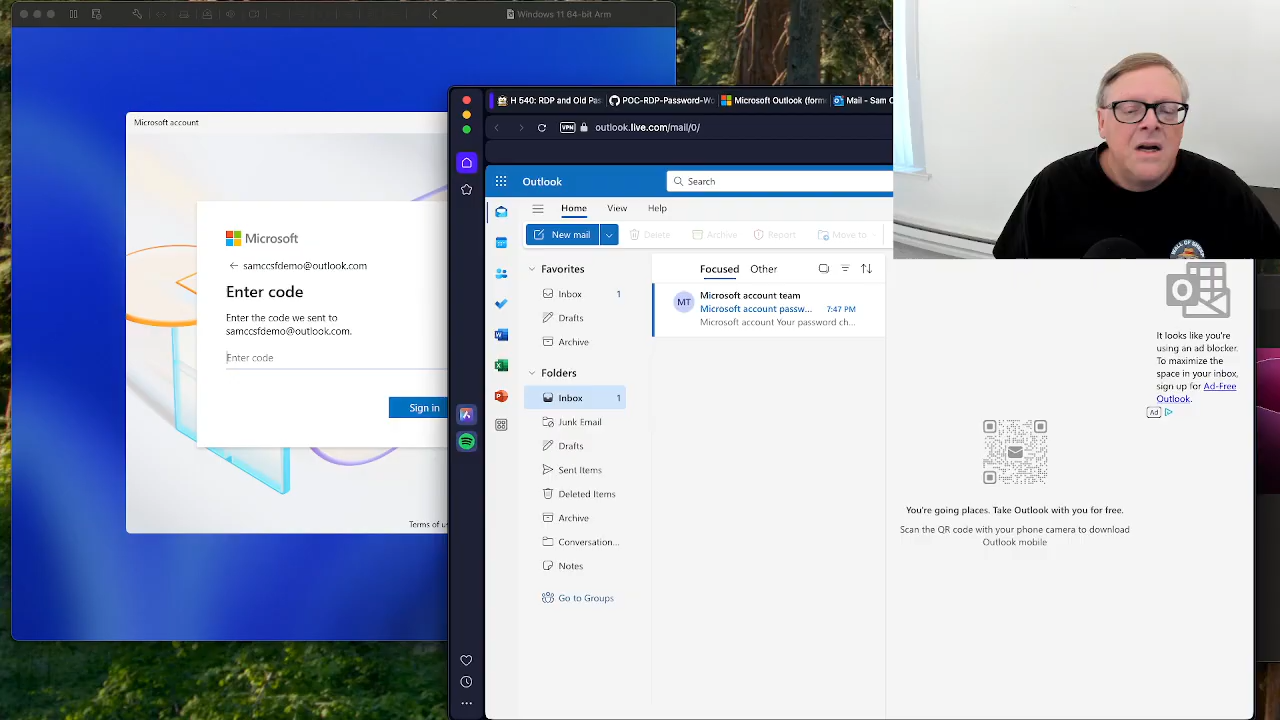 Windows 11 64-bit Arm
Microsoft account
Microsoft
samccsfdemo@outlook.com
Enter code
Enter the code we sent to
samccsfdemo@outlook.com.
Enter code
Sign in
Terms of u
H 540: RDP and Old Pas
POC-RDP-Password-Wo
Microsoft Outlook (form
Mail - Sam C
VPN
outlook.live.com/mail/0/
Outlook
Search
Home
View
Help
New mail
Delete
Archive
Report
Move to
Favorites
Inbox 1
Drafts
Archive
Folders
Inbox 1
Junk Email
Drafts
Sent Items
Deleted Items
Archive
Conversation...
Notes
Go to Groups
Focused
Other
MT
Microsoft account team
Microsoft account passw... 7:47 PM
Microsoft account Your password ch...
It looks like you're
using an ad blocker.
To maximize the
space in your inbox,
sign up for Ad-Free
Outlook.
Ad
You're going places. Take Outlook with you for free.
Scan the QR code with your phone camera to download
Outlook mobile